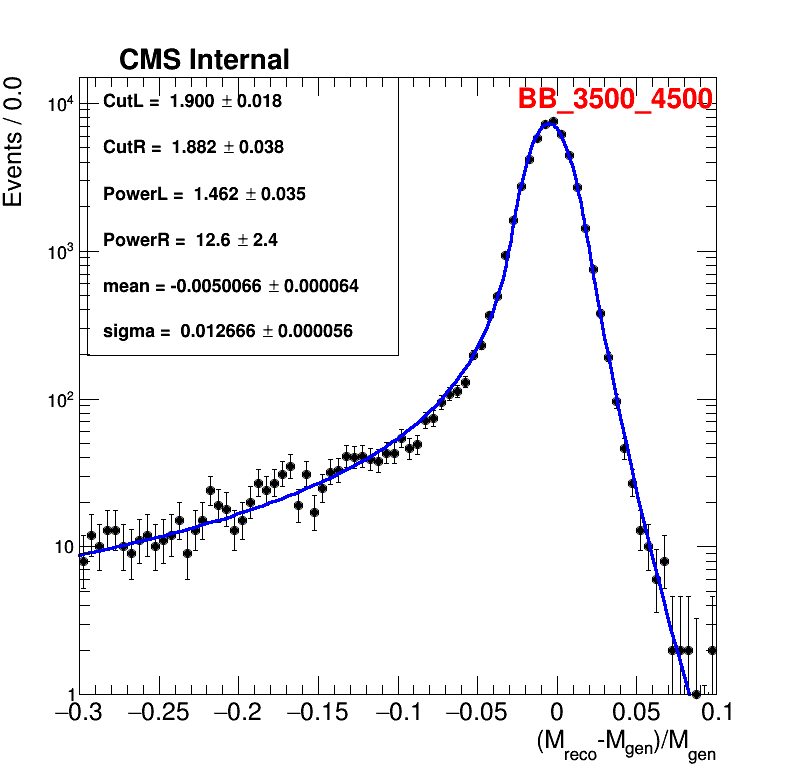 CMS Internal
Events / 0.0
BB_3500_4500
CutL = 1.900 ± 0.018
CutR = 1.882 ± 0.038
PowerL = 1.462 ± 0.035
PowerR = 12.6 ± 2.4
mean = -0.0050066 ± 0.000064
sigma = 0.012666 ± 0.000056
10⁴
10³
10²
10
1
−0.3 −0.25 −0.2 −0.15 −0.1 −0.05 0 0.05 0.1
(M_reco-M_gen)/M_gen